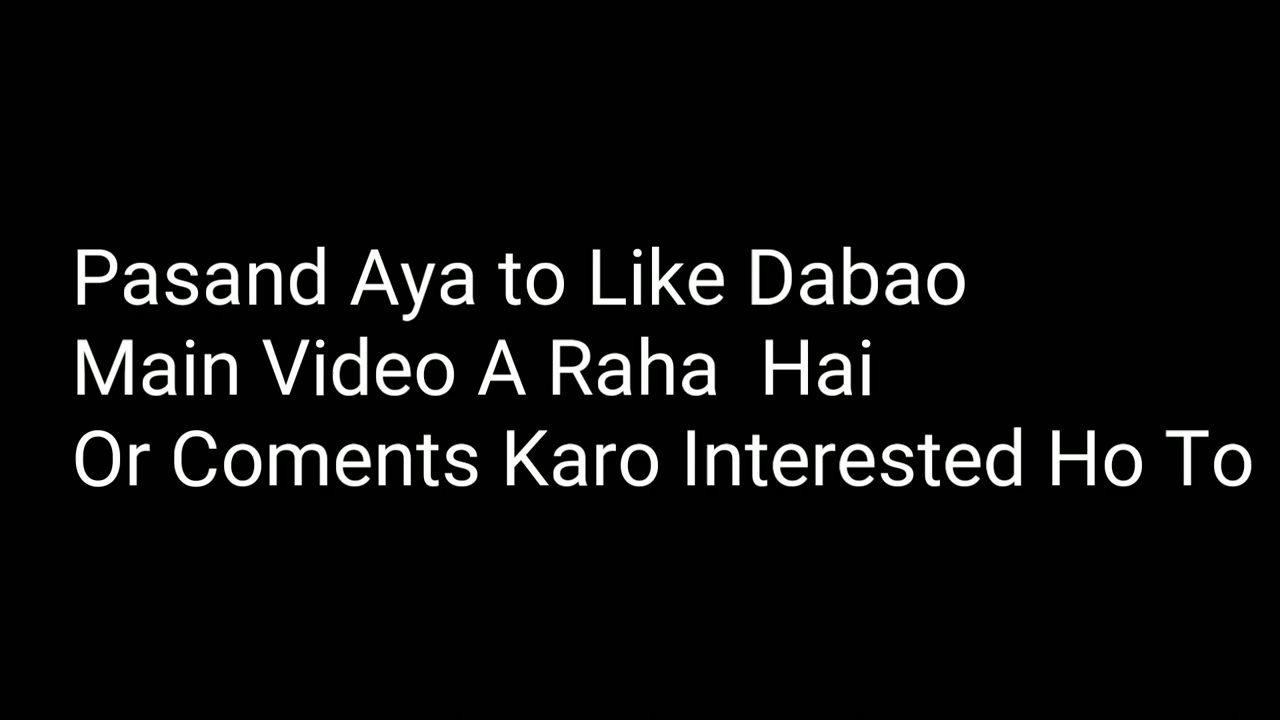 Pasand Aya to Like Dabao
Main Video A Raha  Hai
Or Coments Karo Interested Ho To